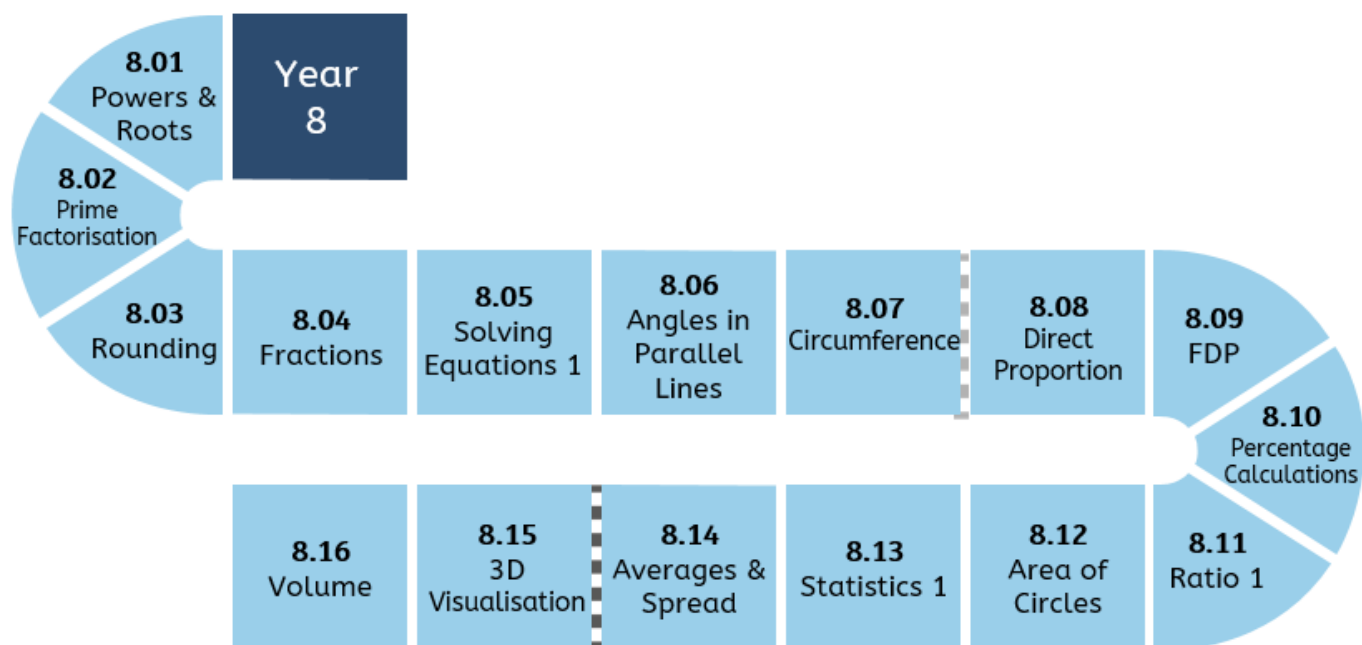 Year
8
8.01
Powers &
Roots
8.02
Prime
Factorisation
8.03
Rounding
8.04
Fractions
8.05
Solving
Equations 1
8.06
Angles in
Parallel
Lines
8.07
Circumference
8.08
Direct
Proportion
8.09
FDP
8.10
Percentage
Calculations
8.11
Ratio 1
8.12
Area of
Circles
8.13
Statistics 1
8.14
Averages &
Spread
8.15
3D
Visualisation
8.16
Volume